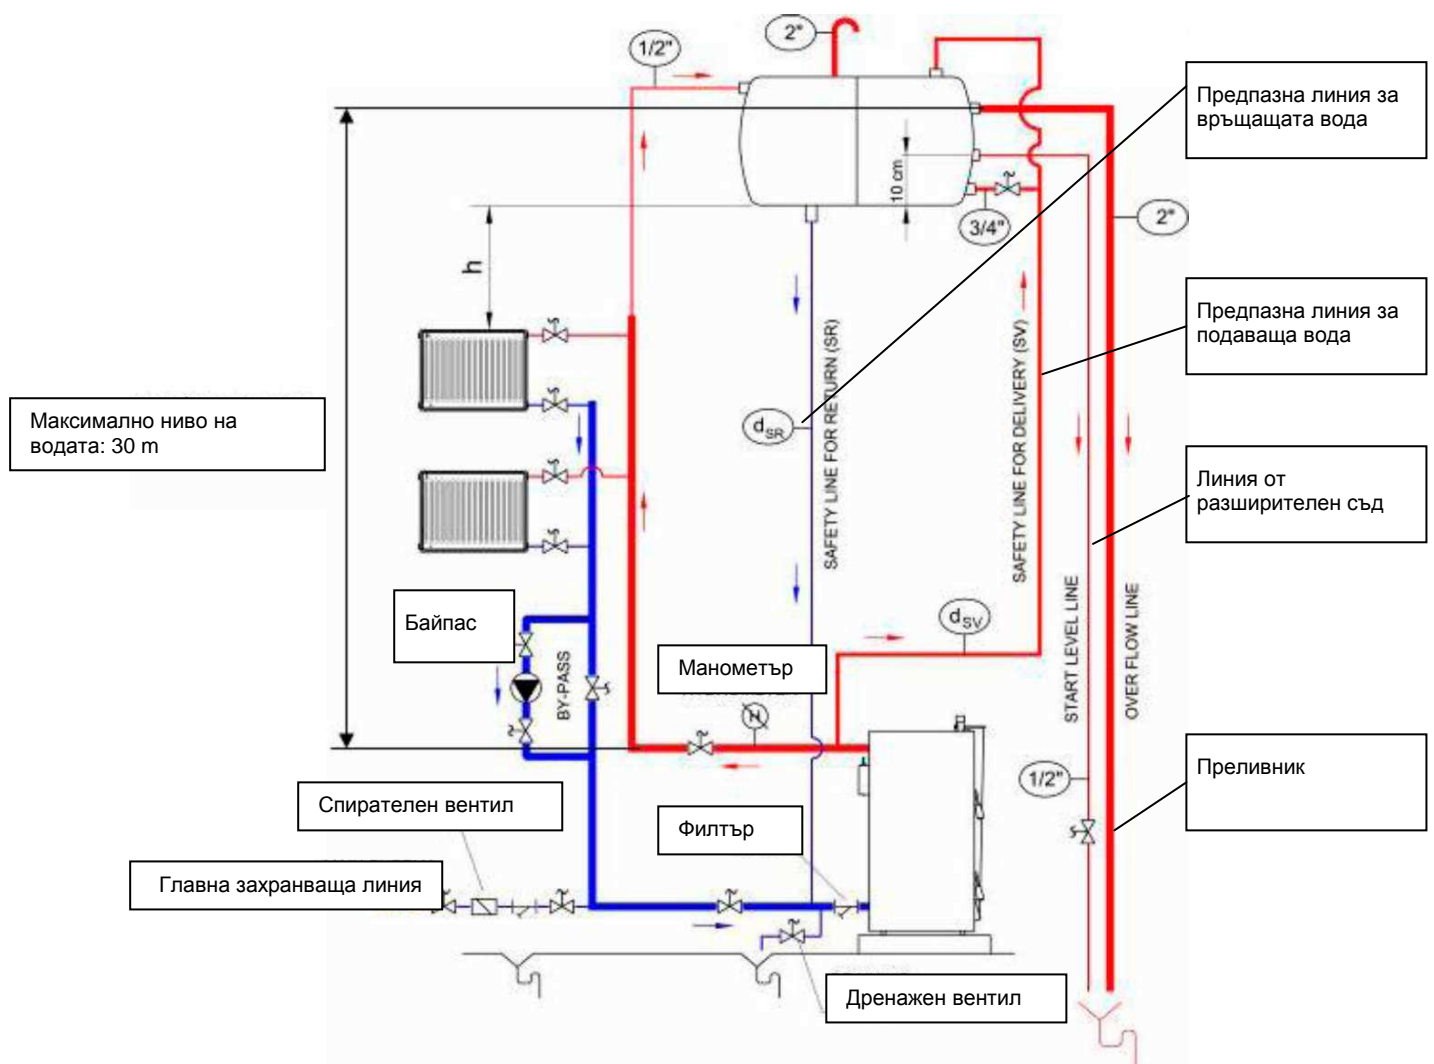 2"
1/2"
Предпазна линия за
връщащата вода
10 cm
3/4"
2"
h
Предпазна линия за
подаваща вода
SAFETY LINE FOR RETURN (SR)
SAFETY LINE FOR DELIVERY (SV)
Максимално ниво на
водата: 30 m
dSR
Линия от
разширителен съд
Байпас
BY-PASS
dSV
START LEVEL LINE
OVER FLOW LINE
Манометър
1/2"
Преливник
Спирателен вентил
Филтър
Главна захранваща линия
Дренажен вентил